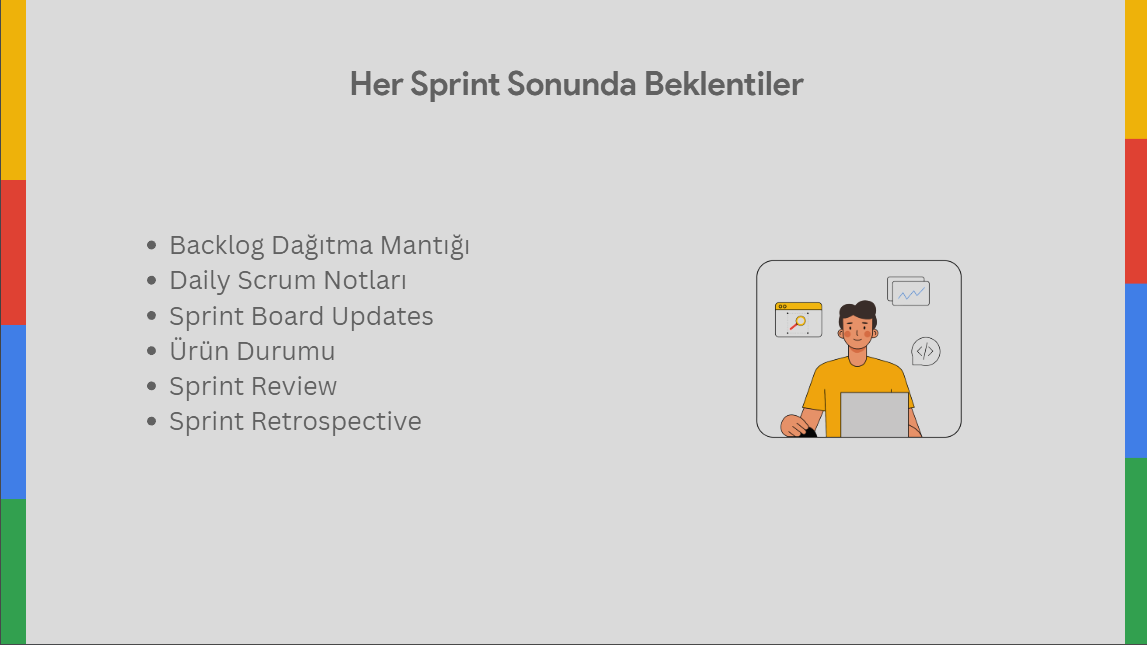 Her Sprint Sonunda Beklentiler
Backlog Dağıtma Mantığı
Daily Scrum Notları
Sprint Board Updates
Ürün Durumu
Sprint Review
Sprint Retrospective